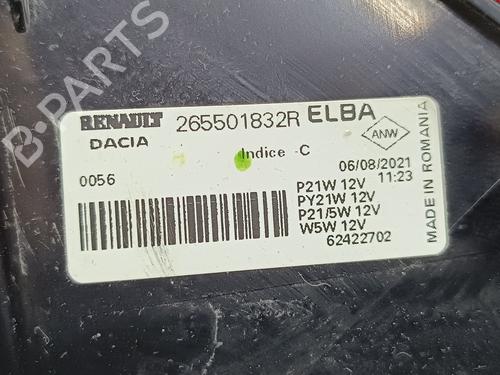 B-PARTS
RENAULT 265501832R ELBA
DACIA
Indice -C
ANW
0056
06/08/2021
11:23
P21W 12V
PY21W 12V
P21/5W 12V
W5W 12V
62422702
MADE IN ROMANIA